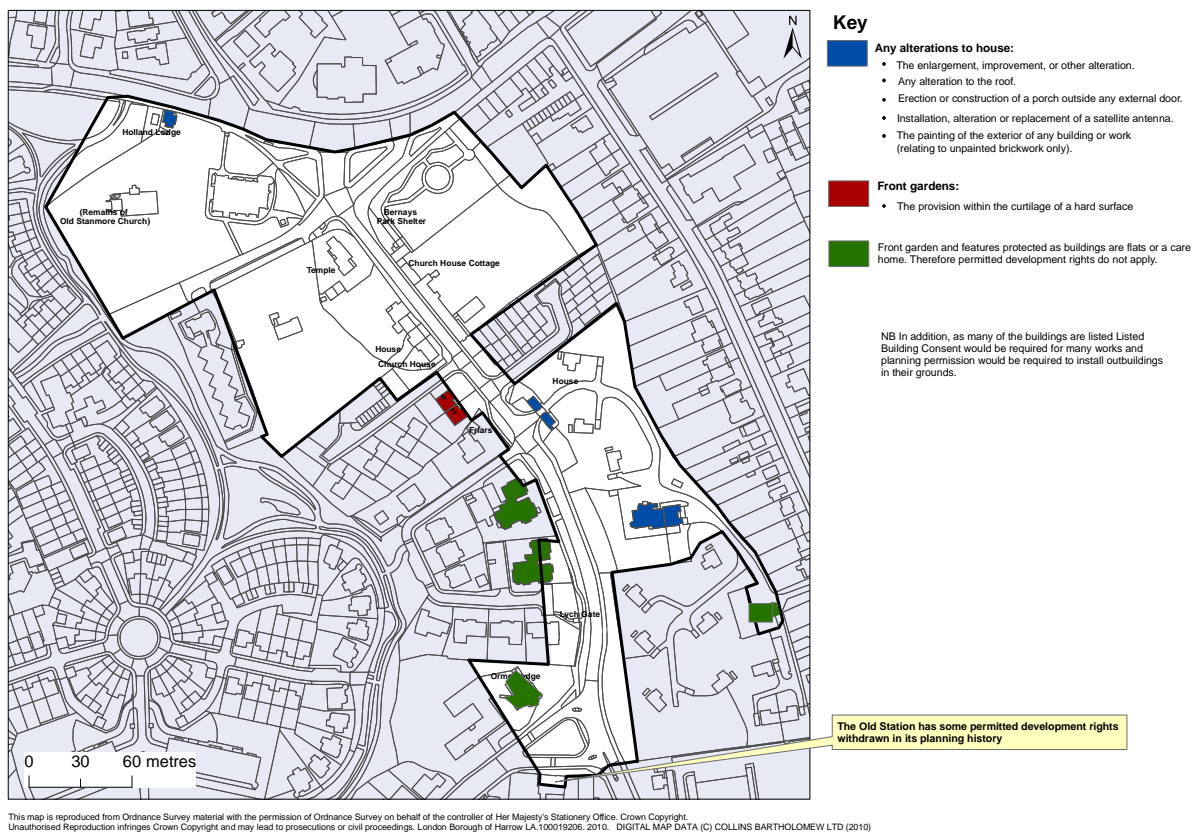 N
Holland Lodge
(Remains of
Old Stanmore Church)
Bernays
Park Shelter
Temple
Church House Cottage
House
Church House
House
Friars
Lych Gate
0 30 60 metres
Key
Any alterations to house:
• The enlargement, improvement, or other alteration.
• Any alteration to the roof.
• Erection or construction of a porch outside any external door.
• Installation, alteration or replacement of a satellite antenna.
• The painting of the exterior of any building or work
(relating to unpainted brickwork only).
Front gardens:
• The provision within the curtilage of a hard surface
Front garden and features protected as buildings are flats or a care
home. Therefore permitted development rights do not apply.
NB In addition, as many of the buildings are listed Listed
Building Consent would be required for many works and
planning permission would be required to install outbuildings
in their grounds.
The Old Station has some permitted development rights
withdrawn in its planning history
This map is reproduced from Ordnance Survey material with the permission of Ordnance Survey on behalf of the controller of Her Majesty's Stationery Office. Crown Copyright.
Unauthorised Reproduction infringes Crown Copyright and may lead to prosecutions or civil proceedings. London Borough of Harrow LA.100019206. 2010. DIGITAL MAP DATA (C) COLLINS BARTHOLOMEW LTD (2010)